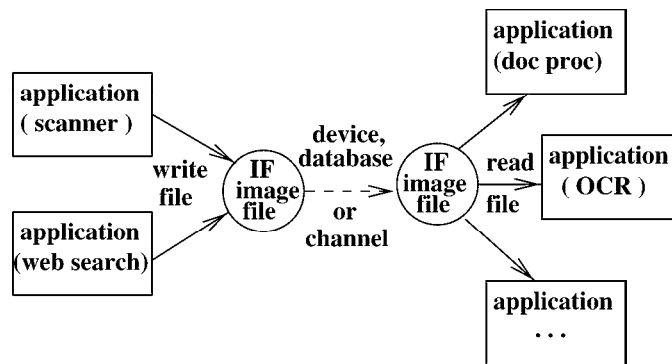 application
( scanner )
application
(web search)
write
file
IF
image
file
device,
database
or
channel
IF
image
file
read
file
application
(doc proc)
application
( OCR )
application
. . .